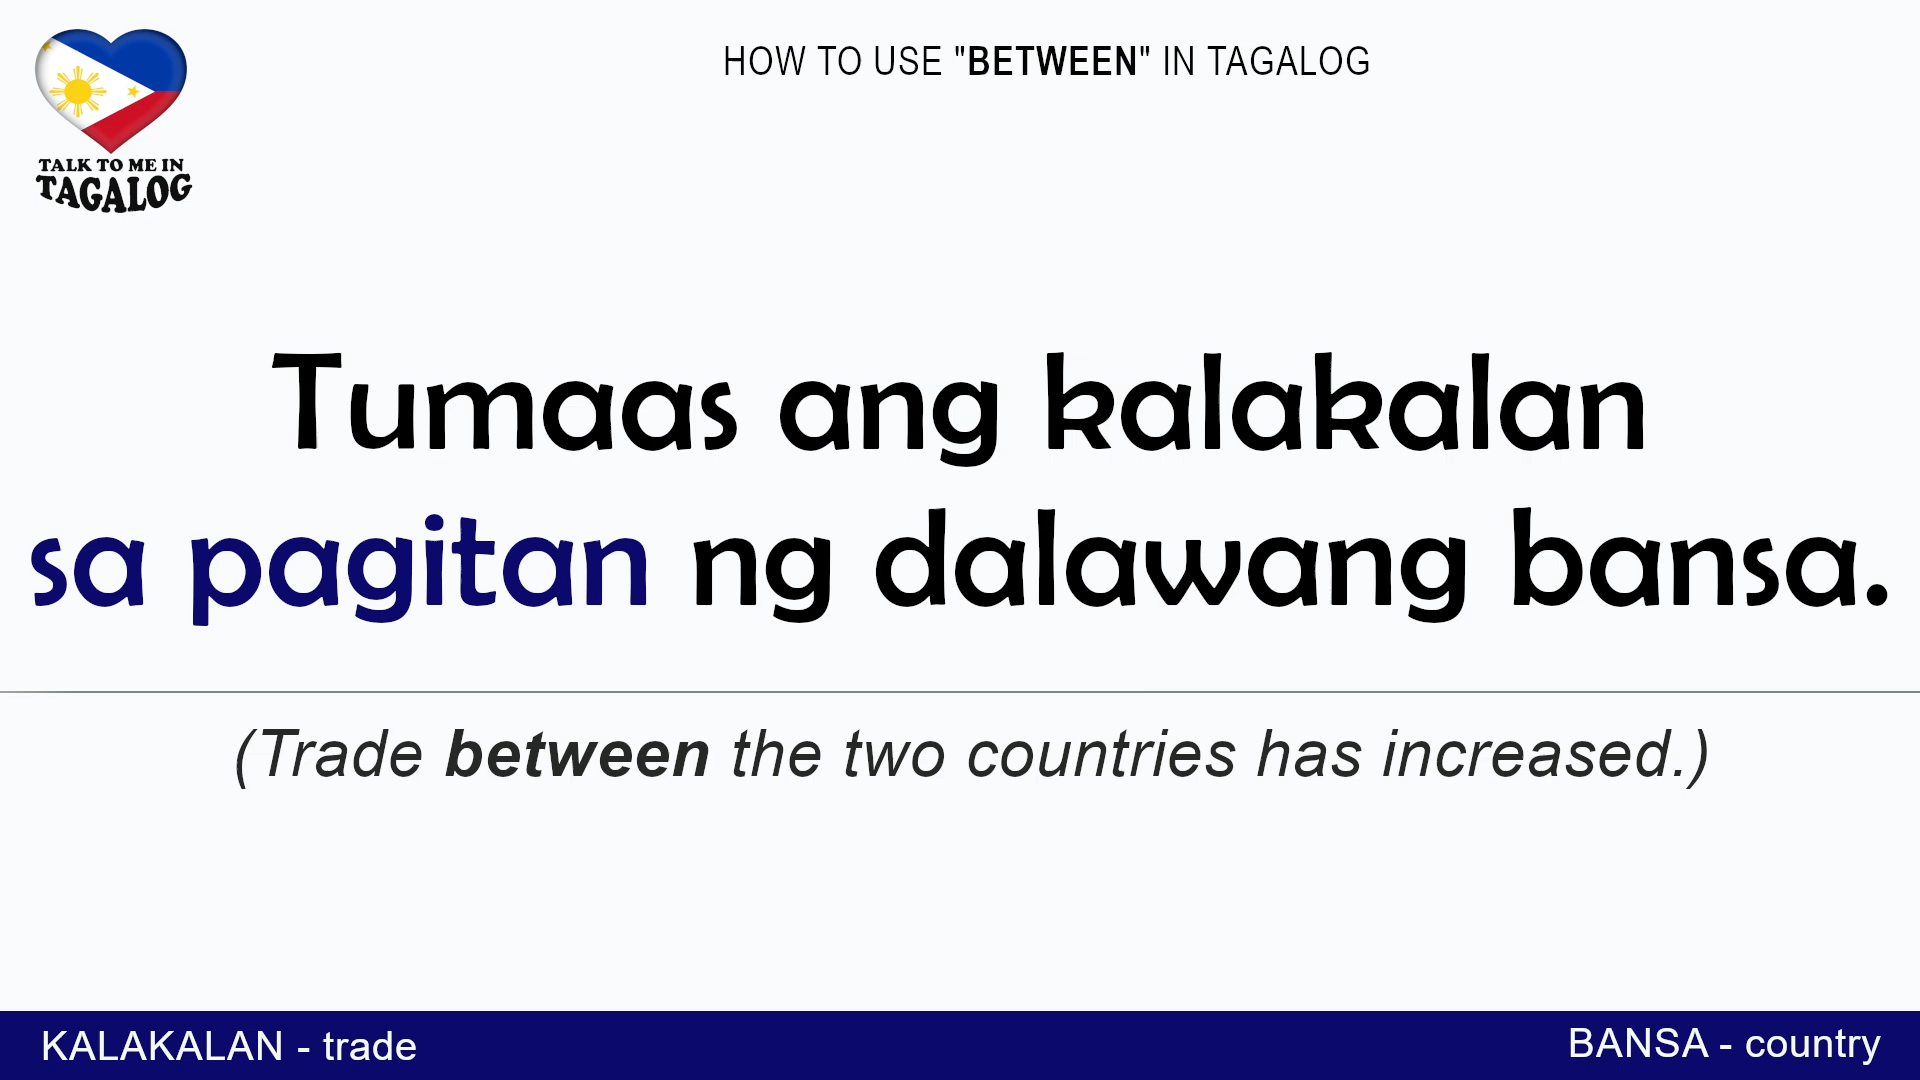 TALK TO ME IN
TAGALOG
HOW TO USE "BETWEEN" IN TAGALOG
Tumaas ang kalakalan
sa pagitan ng dalawang bansa.
(Trade between the two countries has increased.)
KALAKALAN - trade
BANSA - country